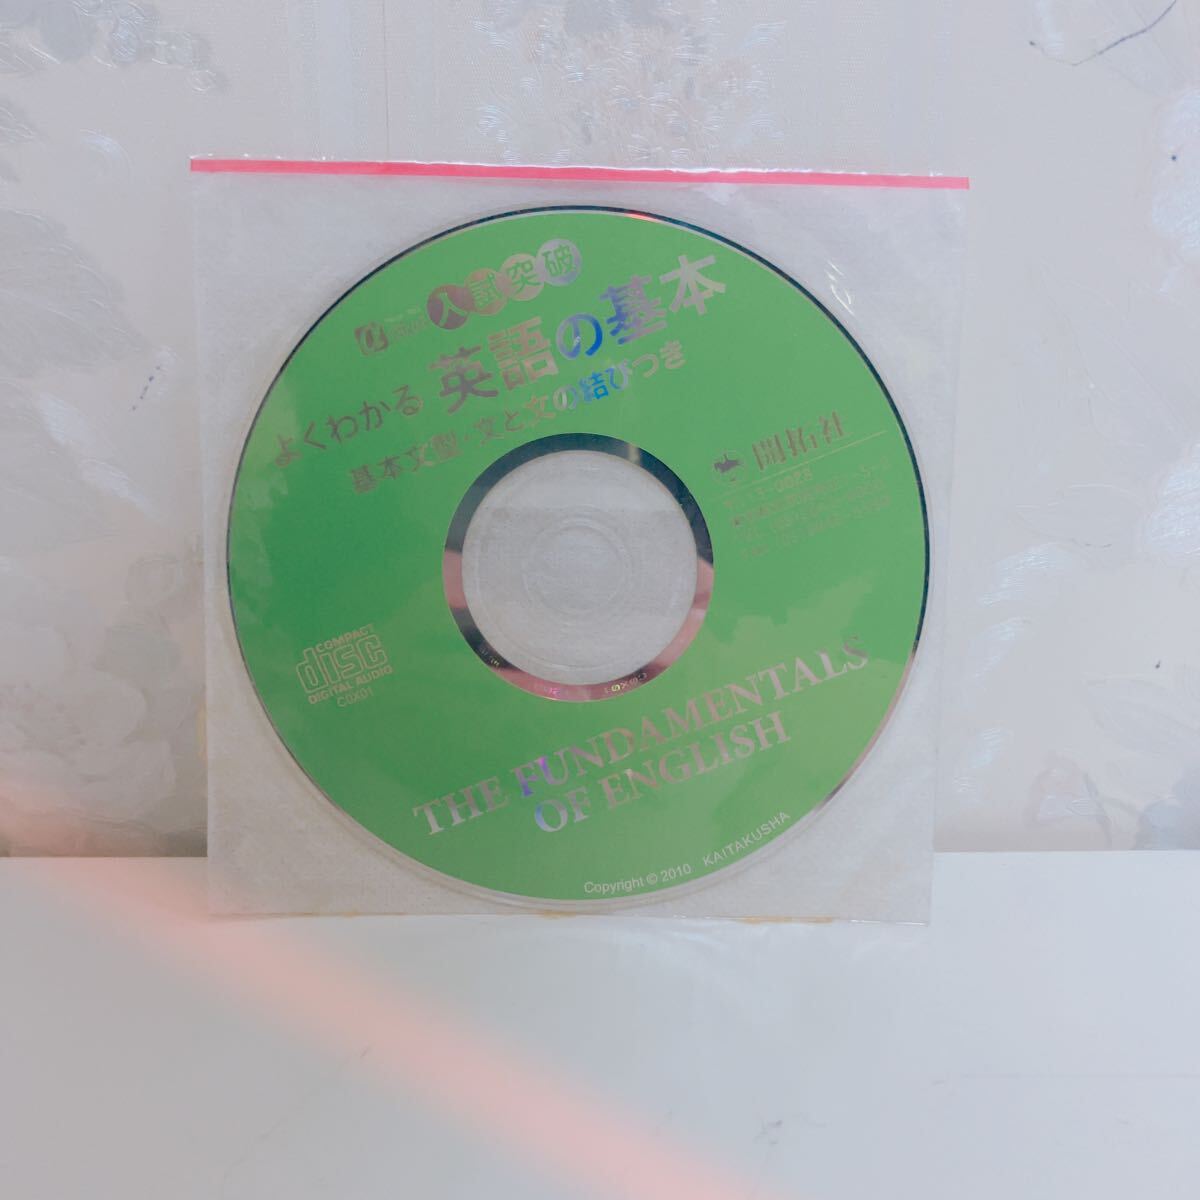 入試突破
よくわかる 英語の基本
基本文型・文と文の結びつき
開拓社
COMPACT
disc
DIGITAL AUDIO
CDX01
THE FUNDAMENTALS
OF ENGLISH
Copyright © 2010 KAITAKUSHA